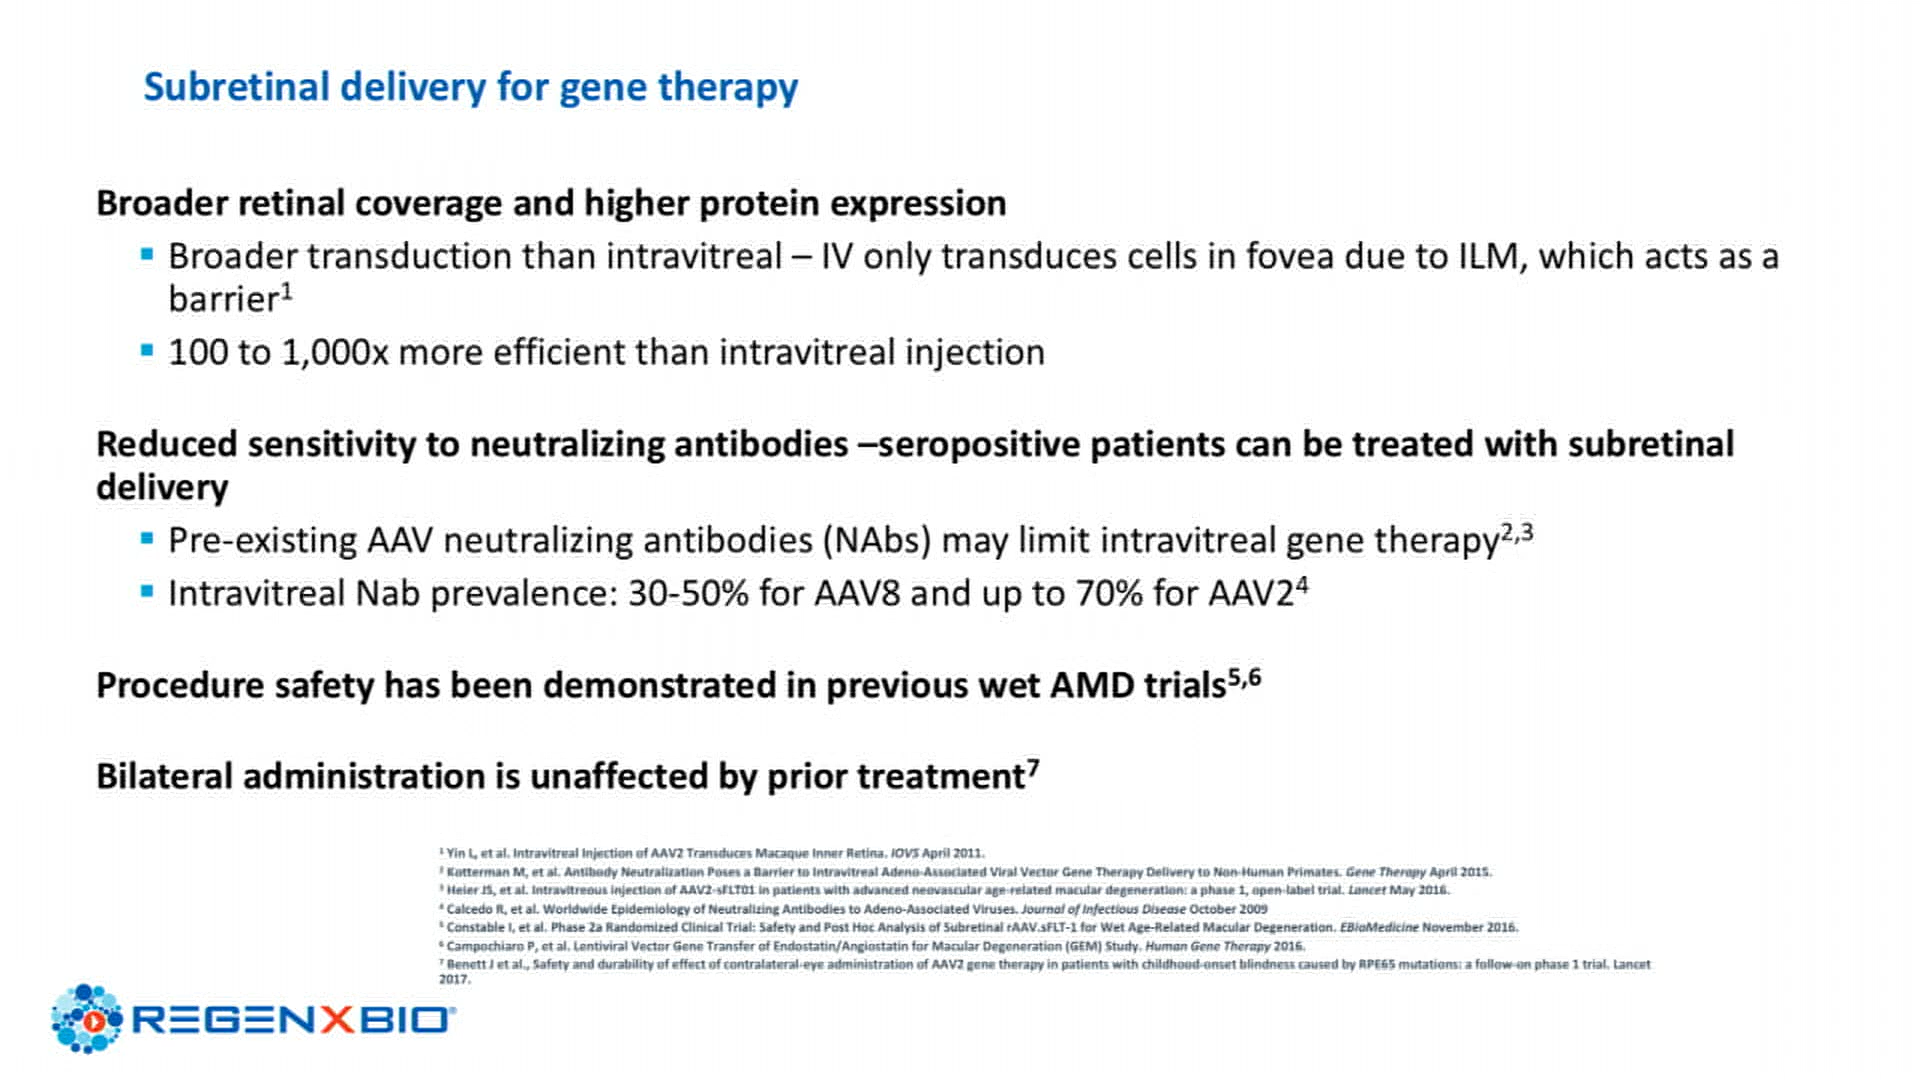 Subretinal delivery for gene therapy
Broader retinal coverage and higher protein expression
▪ Broader transduction than intravitreal – IV only transduces cells in fovea due to ILM, which acts as a
barrier¹
▪ 100 to 1,000x more efficient than intravitreal injection
Reduced sensitivity to neutralizing antibodies –seropositive patients can be treated with subretinal
delivery
▪ Pre-existing AAV neutralizing antibodies (NAbs) may limit intravitreal gene therapy²,³
▪ Intravitreal Nab prevalence: 30-50% for AAV8 and up to 70% for AAV2⁴
Procedure safety has been demonstrated in previous wet AMD trials⁵,⁶
Bilateral administration is unaffected by prior treatment⁷
¹ Yin L, et al. Intravitreal Injection of AAV2 Transduces Macaque Inner Retina. IOVS April 2011.
² Kotterman M, et al. Antibody Neutralization Poses a Barrier to Intravitreal Adeno-Associated Viral Vector Gene Therapy Delivery to Non-Human Primates. Gene Therapy April 2015.
³ Heier JS, et al. Intravitreous injection of AAV2-sFLT01 in patients with advanced neovascular age-related macular degeneration: a phase 1, open-label trial. Lancet May 2016.
⁴ Calcedo R, et al. Worldwide Epidemiology of Neutralizing Antibodies to Adeno-Associated Viruses. Journal of Infectious Disease October 2009
⁵ Constable I, et al. Phase 2a Randomized Clinical Trial: Safety and Post Hoc Analysis of Subretinal rAAV.sFLT-1 for Wet Age-Related Macular Degeneration. EBioMedicine November 2016.
⁶ Campochiaro P, et al. Lentiviral Vector Gene Transfer of Endostatin/Angiostatin for Macular Degeneration (GEM) Study. Human Gene Therapy 2016.
⁷ Benett J et al., Safety and durability of effect of contralateral-eye administration of AAV2 gene therapy in patients with childhood-onset blindness caused by RPE65 mutations: a follow-on phase 1 trial. Lancet
2017.
REGENXBIO®